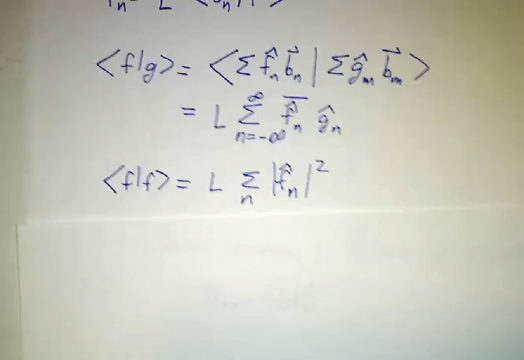 <f|g> = < Σ f̂ₙ b⃗ₙ | Σ ĝₘ b⃗ₘ >
= L Σ_{n=-∞}^{∞} \overline{f̂ₙ} ĝₙ
<f|f> = L Σₙ |f̂ₙ|²